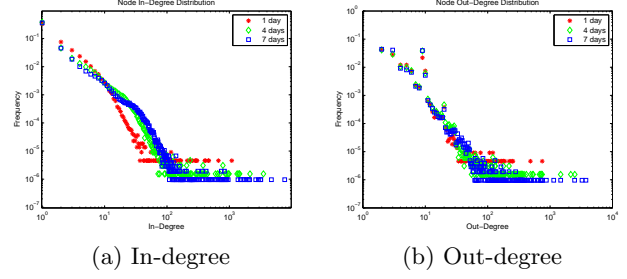 Node In-Degree Distribution
10^0
10^-1
10^-2
10^-3
10^-4
10^-5
10^-6
10^-7
Frequency
1 day
4 days
7 days
10^0
10^1
10^2
10^3
In-Degree
(a) In-degree
Node Out-Degree Distribution
10^0
10^-1
10^-2
10^-3
10^-4
10^-5
10^-6
10^-7
Frequency
1 day
4 days
7 days
10^0
10^1
10^2
10^3
10^4
Out-Degree
(b) Out-degree